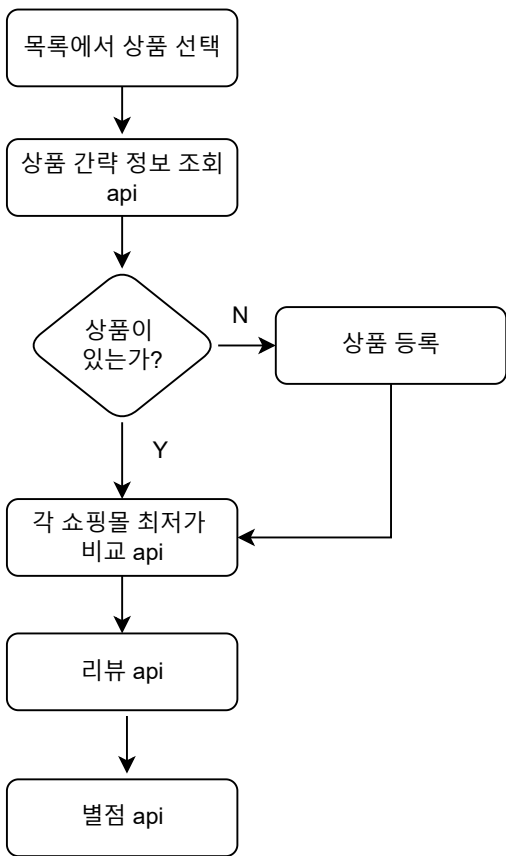 목록에서 상품 선택
상품 간략 정보 조회
api
상품이
있는가?
N
상품 등록
Y
각 쇼핑몰 최저가
비교 api
리뷰 api
별점 api